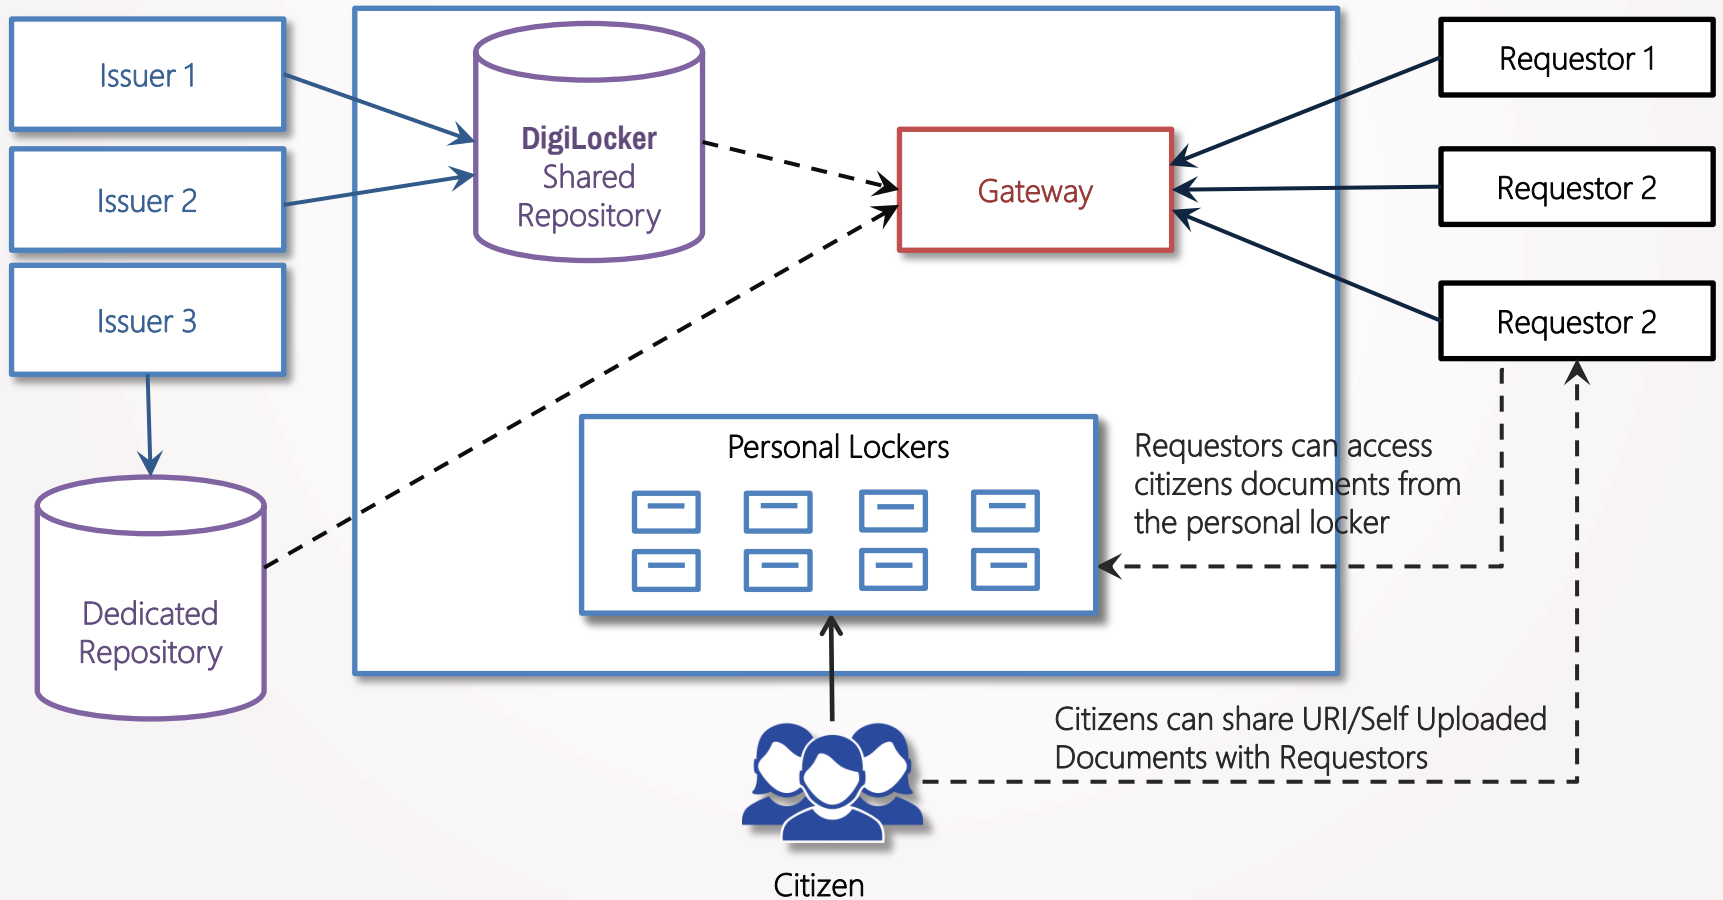 Issuer 1
Issuer 2
Issuer 3
Dedicated
Repository
DigiLocker
Shared
Repository
Gateway
Requestor 1
Requestor 2
Requestor 2
Personal Lockers
Requestors can access
citizens documents from
the personal locker
Citizens can share URI/Self Uploaded
Documents with Requestors
Citizen